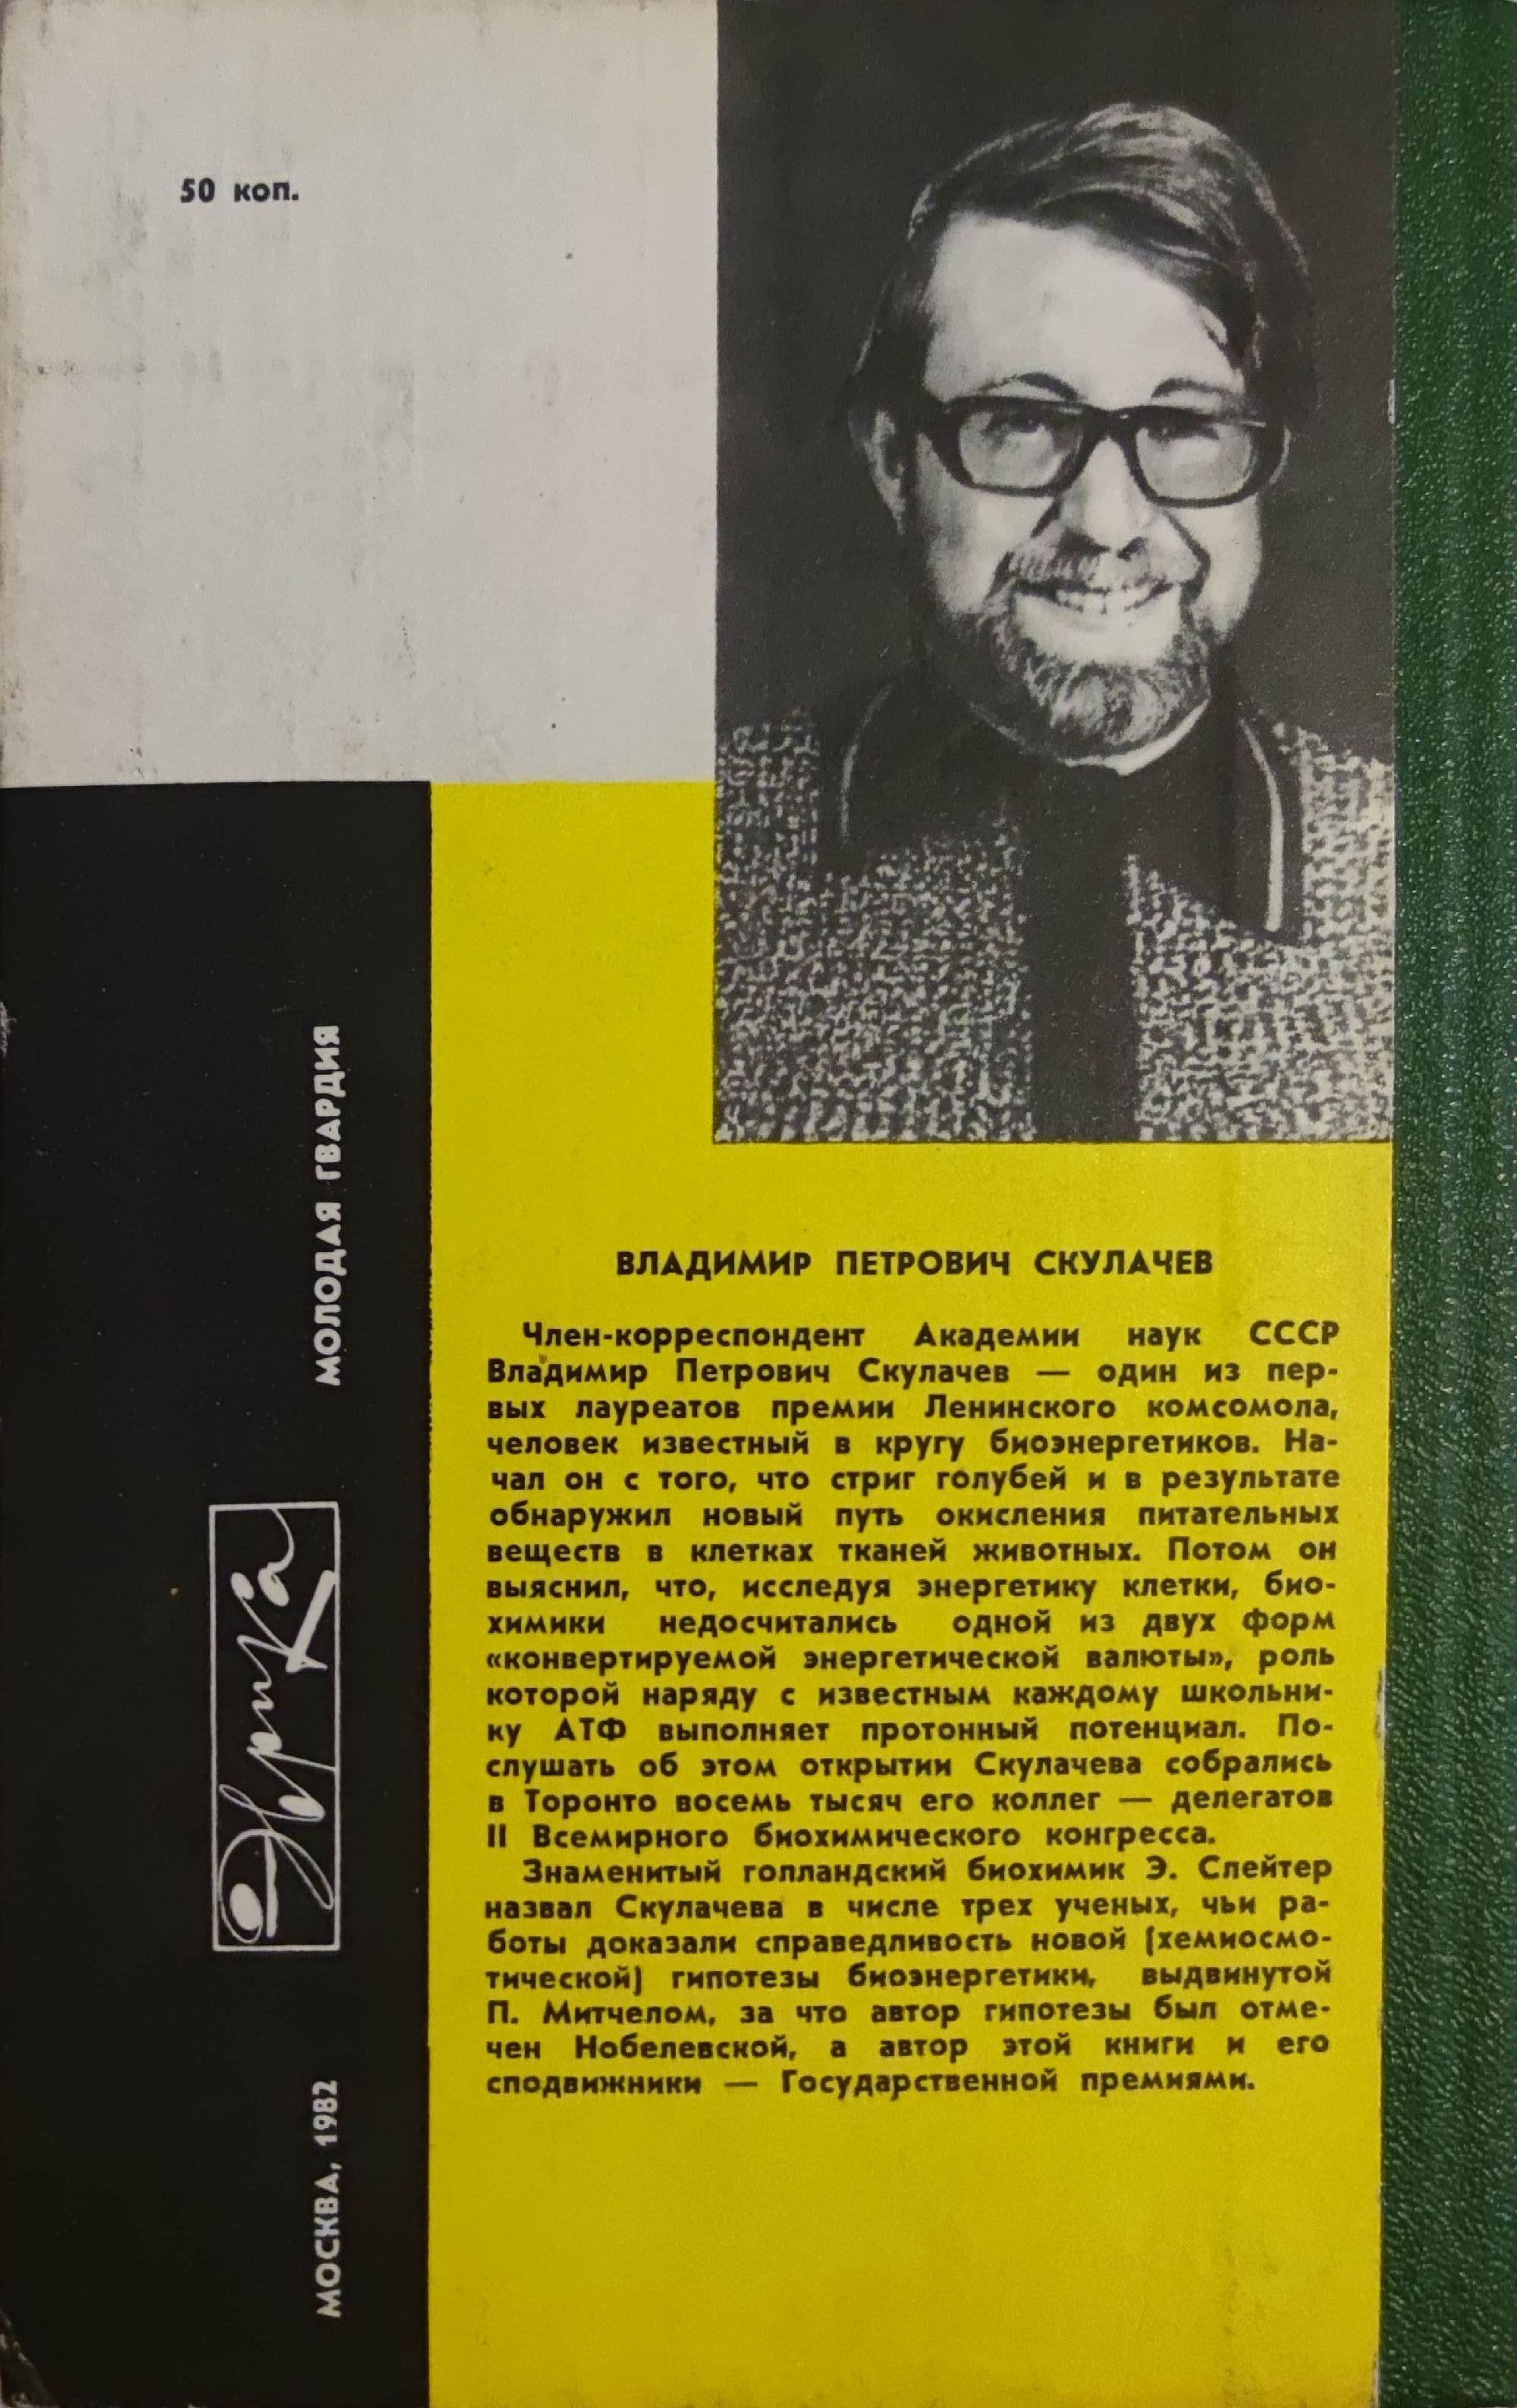 50 коп.
МОЛОДАЯ ГВАРДИЯ
Эврика
МОСКВА, 1982
ВЛАДИМИР ПЕТРОВИЧ СКУЛАЧЕВ
Член-корреспондент Академии наук СССР
Владимир Петрович Скулачев — один из пер-
вых лауреатов премии Ленинского комсомола,
человек известный в кругу биоэнергетиков. На-
чал он с того, что стриг голубей и в результате
обнаружил новый путь окисления питательных
веществ в клетках тканей животных. Потом он
выяснил, что, исследуя энергетику клетки, био-
химики недосчитались одной из двух форм
«конвертируемой энергетической валюты», роль
которой наряду с известным каждому школьни-
ку АТФ выполняет протонный потенциал. По-
слушать об этом открытии Скулачева собрались
в Торонто восемь тысяч его коллег — делегатов
II Всемирного биохимического конгресса.
Знаменитый голландский биохимик Э. Слейтер
назвал Скулачева в числе трех ученых, чьи ра-
боты доказали справедливость новой (хемиосмо-
тической) гипотезы биоэнергетики, выдвинутой
П. Митчелом, за что автор гипотезы был отме-
чен Нобелевской, а автор этой книги и его
сподвижники — Государственной премиями.